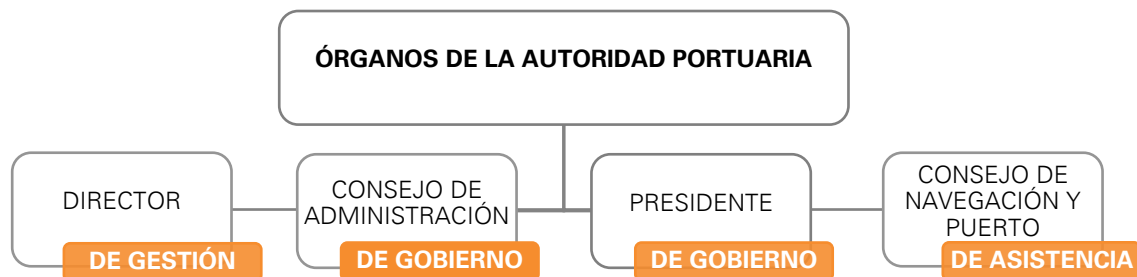 ÓRGANOS DE LA AUTORIDAD PORTUARIA
DIRECTOR
DE GESTIÓN
CONSEJO DE
ADMINISTRACIÓN
DE GOBIERNO
PRESIDENTE
DE GOBIERNO
CONSEJO DE
NAVEGACIÓN Y
PUERTO
DE ASISTENCIA